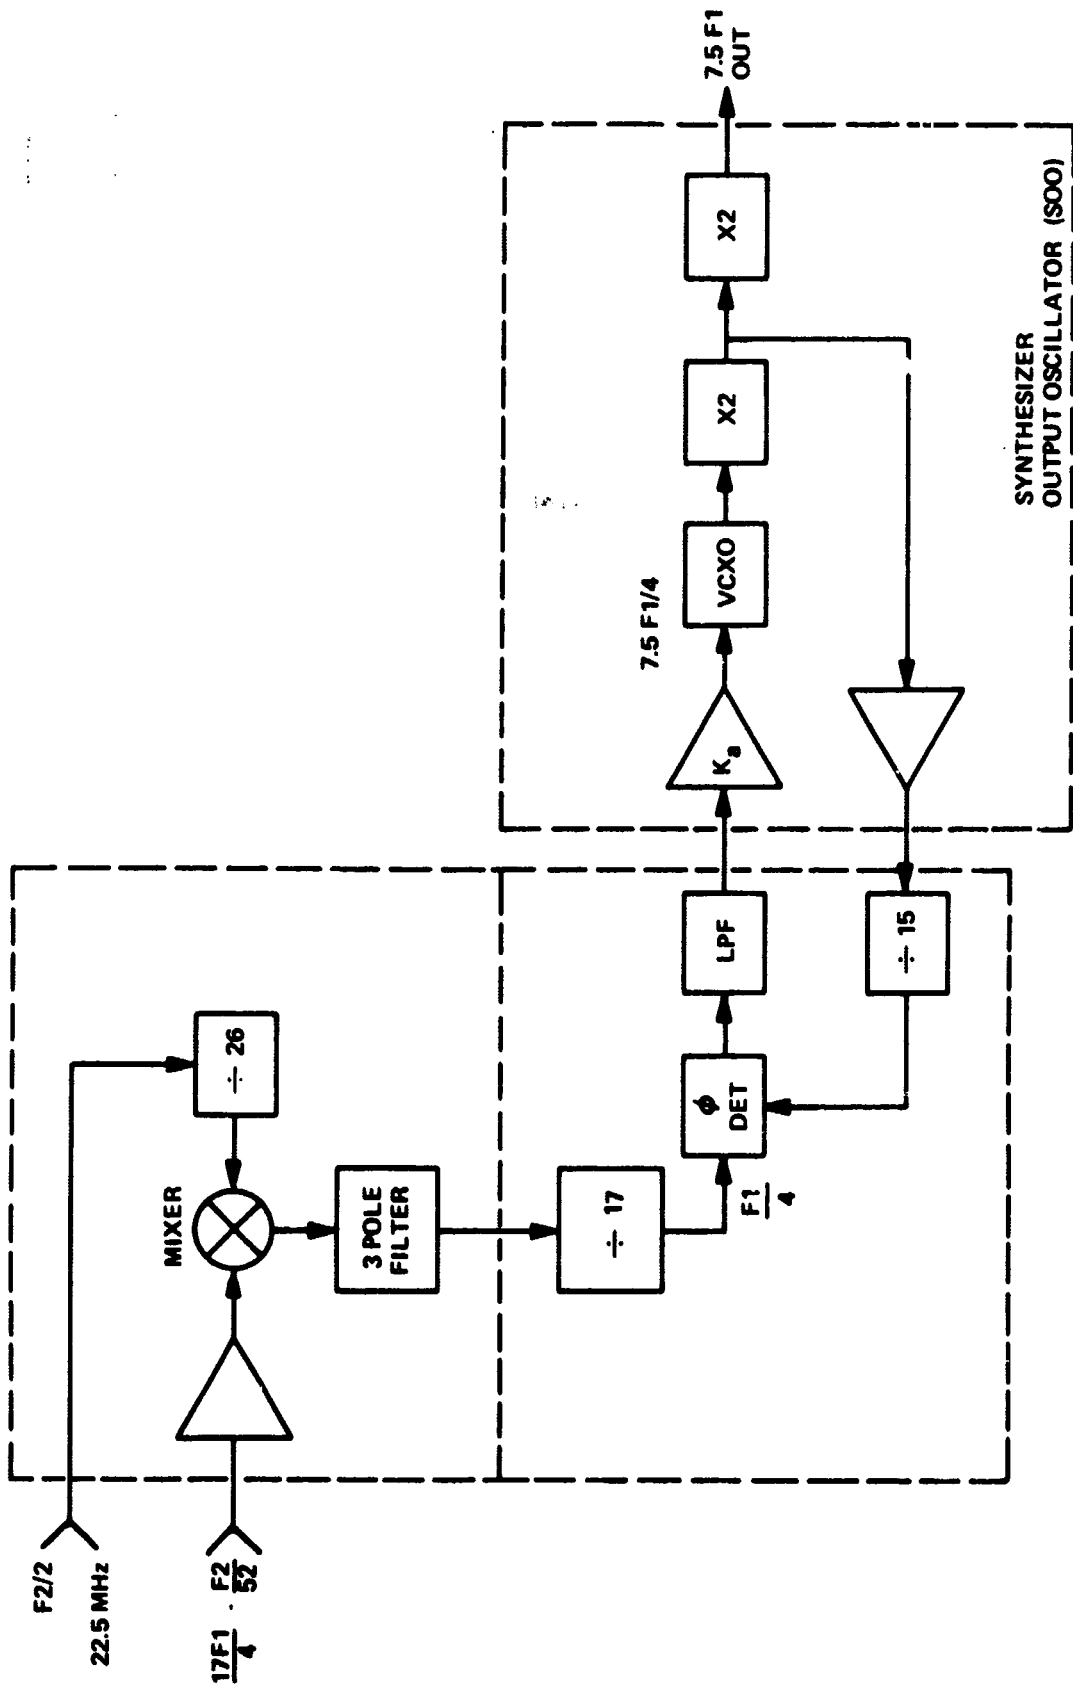 F2/2
22.5 MHz
17F1
4
.
F2
52
÷ 26
MIXER
3 POLE
FILTER
÷ 17
F1
4
ϕ
DET
LPF
÷ 15
Ka
7.5 F1/4
VCXO
X2
X2
7.5 F1
OUT
SYNTHESIZER
OUTPUT OSCILLATOR (SOO)